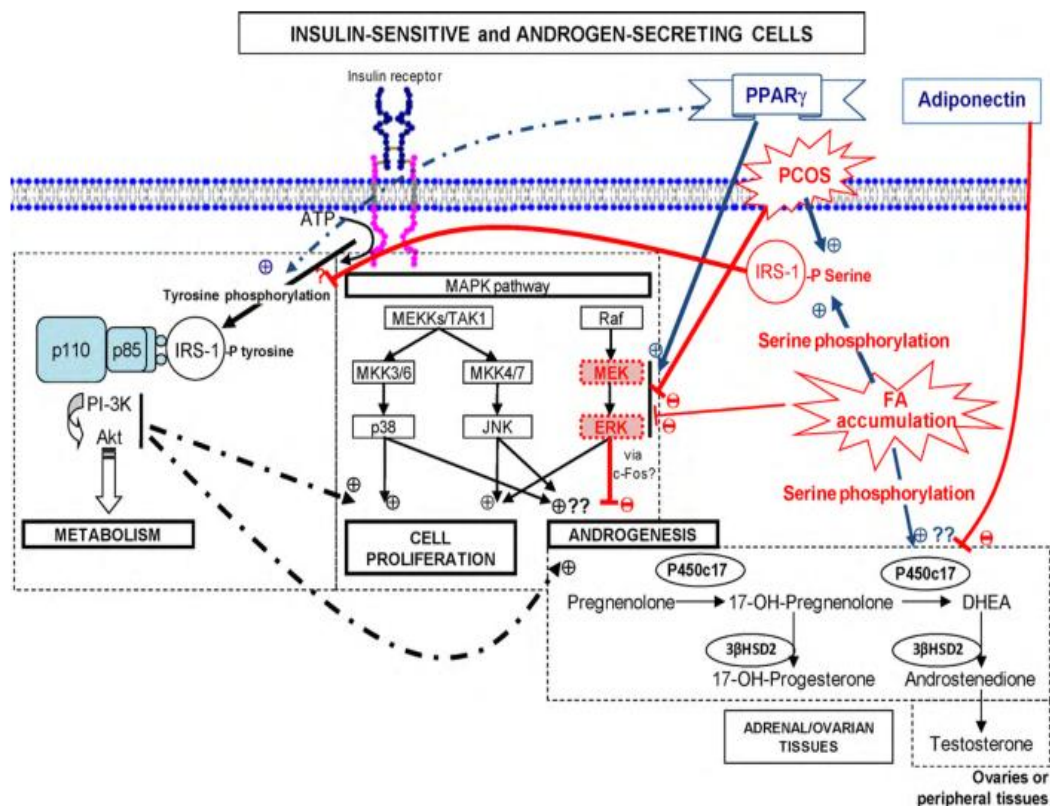 INSULIN-SENSITIVE and ANDROGEN-SECRETING CELLS
Insulin receptor
PPARγ
Adiponectin
PCOS
ATP
⊕
⊕
?
IRS-1 -P Serine
Tyrosine phosphorylation
MAPK pathway
⊕
MEKKs/TAK1
Raf
Serine phosphorylation
p110
p85
IRS-1 -P tyrosine
⊕
MKK3/6
MKK4/7
MEK
Θ
FA
accumulation
PI-3K
Akt
p38
JNK
ERK
Θ
via
c-Fos?
Serine phosphorylation
⊕
⊕
⊕
⊕??
Θ
⊕ ??
Θ
METABOLISM
CELL
PROLIFERATION
ANDROGENESIS
⊕
P450c17
P450c17
Pregnenolone
17-OH-Pregnenolone
DHEA
3βHSD2
3βHSD2
17-OH-Progesterone
Androstenedione
ADRENAL/OVARIAN
TISSUES
Testosterone
Ovaries or
peripheral tissues